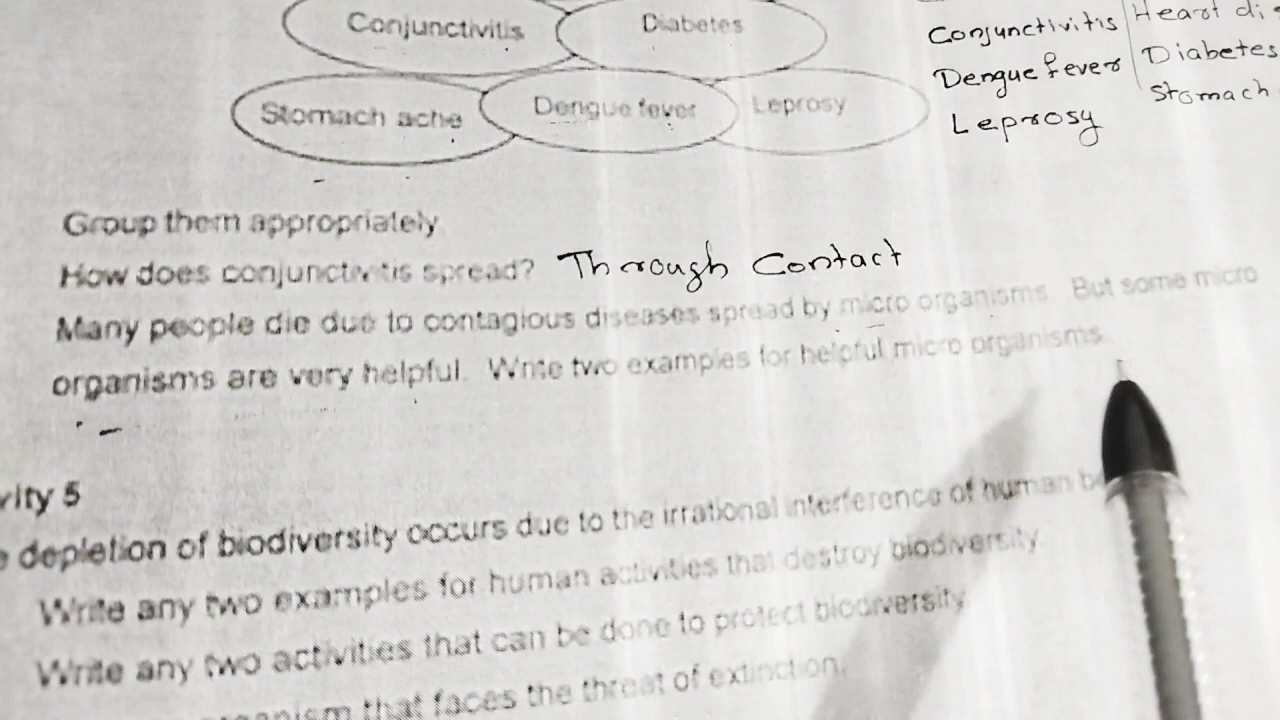 Conjunctivitis Diabetes
Conjunctivitis Heart
Dengue fever Diabetes
Stomach ache Dengue fever Leprosy
Stomach
Leprosy
Group them appropriately
How does conjunctivitis spread? Through Contact
Many people die due to contagious diseases spread by micro organisms. But some micro
organisms are very helpful. Write two examples for helpful micro organisms.
5
depletion of biodiversity occurs due to the irrational interference of human
Write any two examples for human activities that destroy biodiversity.
Write any two activities that can be done to protect biodiversity.
that faces the threat of extinction.